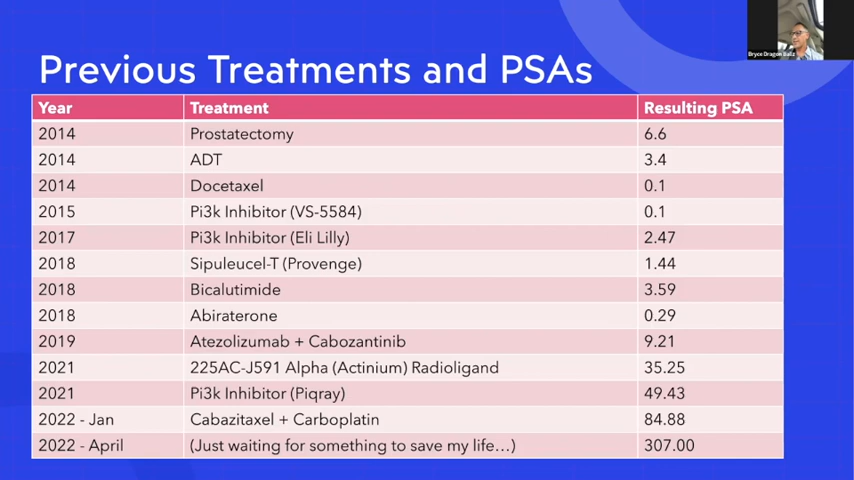 Bryce Dragon Ballz
Previous Treatments and PSAs
Year Treatment Resulting PSA
2014 Prostatectomy 6.6
2014 ADT 3.4
2014 Docetaxel 0.1
2015 Pi3k Inhibitor (VS-5584) 0.1
2017 Pi3k Inhibitor (Eli Lilly) 2.47
2018 Sipuleucel-T (Provenge) 1.44
2018 Bicalutimide 3.59
2018 Abiraterone 0.29
2019 Atezolizumab + Cabozantinib 9.21
2021 225AC-J591 Alpha (Actinium) Radioligand 35.25
2021 Pi3k Inhibitor (Piqray) 49.43
2022 - Jan Cabazitaxel + Carboplatin 84.88
2022 - April (Just waiting for something to save my life...) 307.00